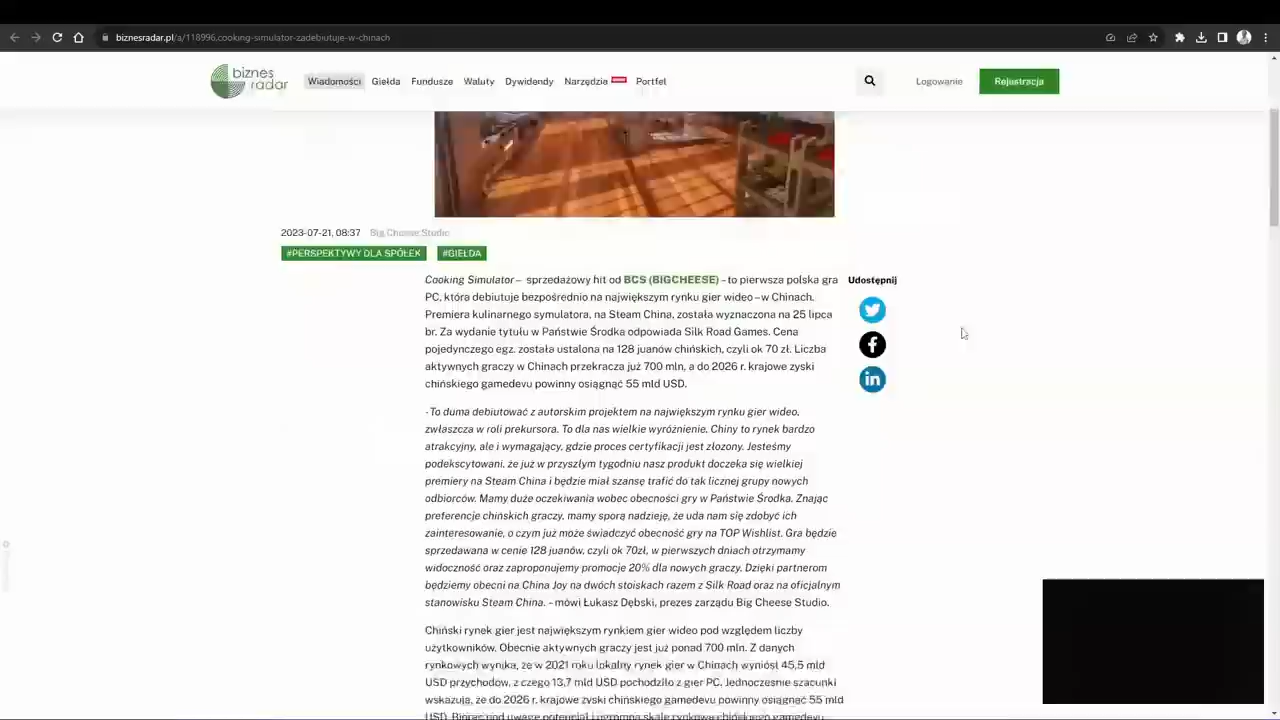 biznesradar.pl/a/118996,cooking-simulator-zadebiutuje-w-chinach
biznes
radar
Wiadomości Giełda Fundusze Waluty Dywidendy Narzędzia Portfel
Logowanie Rejestracja
2023-07-21, 08:37 Big Cheese Studio
#PERSPEKTYWY DLA SPÓŁEK #GIEŁDA
Cooking Simulator – sprzedażowy hit od BCS (BIGCHEESE) – to pierwsza polska gra
PC, która debiutuje bezpośrednio na największym rynku gier wideo – w Chinach.
Premiera kulinarnego symulatora, na Steam China, została wyznaczona na 25 lipca
br. Za wydanie tytułu w Państwie Środka odpowiada Silk Road Games. Cena
pojedynczego egz. została ustalona na 128 juanów chińskich, czyli ok 70 zł. Liczba
aktywnych graczy w Chinach przekracza już 700 mln, a do 2026 r. krajowe zyski
chińskiego gamedevu powinny osiągnąć 55 mld USD.
Udostępnij
- To duma debiutować z autorskim projektem na największym rynku gier wideo,
zwłaszcza w roli prekursora. To dla nas wielkie wyróżnienie. Chiny to rynek bardzo
atrakcyjny, ale i wymagający, gdzie proces certyfikacji jest złożony. Jesteśmy
podekscytowani, że już w przyszłym tygodniu nasz produkt doczeka się wielkiej
premiery na Steam China i będzie miał szansę trafić do tak licznej grupy nowych
odbiorców. Mamy duże oczekiwania wobec obecności gry w Państwie Środka. Znając
preferencje chińskich graczy, mamy sporą nadzieję, że uda nam się zdobyć ich
zainteresowanie, o czym już może świadczyć obecność gry na TOP Wishlist. Gra będzie
sprzedawana w cenie 128 juanów, czyli ok 70zł, w pierwszych dniach otrzymamy
widoczność oraz zaproponujemy promocje 20% dla nowych graczy. Dzięki partnerom
będziemy obecni na China Joy na dwóch stoiskach razem z Silk Road oraz na oficjalnym
stanowisku Steam China. - mówi Łukasz Dębski, prezes zarządu Big Cheese Studio.
Chiński rynek gier jest największym rynkiem gier wideo pod względem liczby
użytkowników. Obecnie aktywnych graczy jest już ponad 700 mln. Z danych
rynkowych wynika, że w 2021 roku lokalny rynek gier w Chinach wyniósł 45,5 mld
USD przychodów, z czego 13,7 mld USD pochodziło z gier PC. Jednocześnie szacunki
wskazują, że do 2026 r. krajowe zyski chińskiego gamedevu powinny osiągnąć 55 mld
USD. Biorąc pod uwagę potencjał i ogromną skalę rynkową chińskiego gamedevu